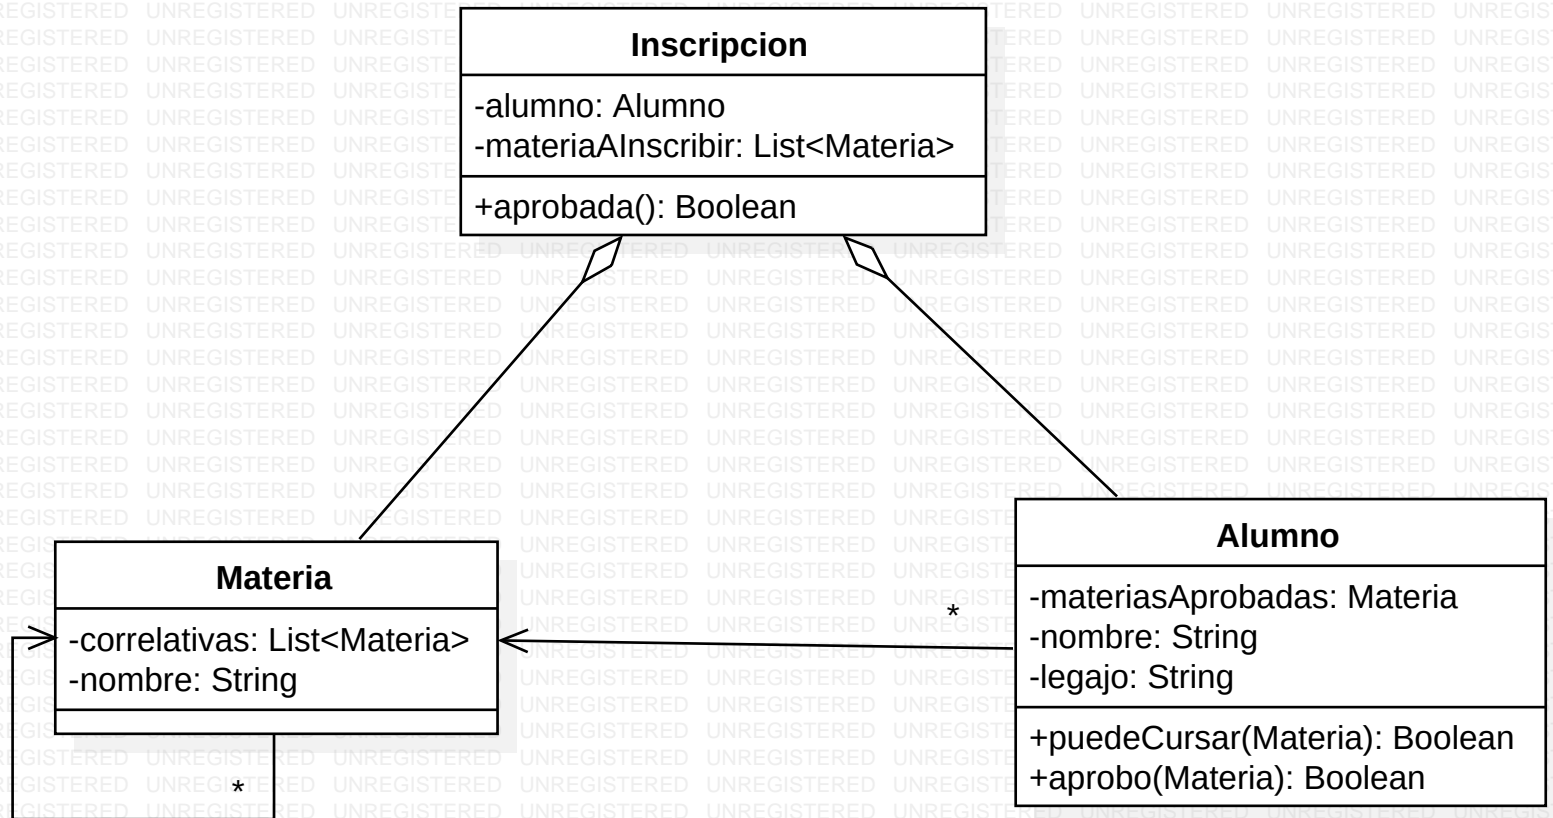 Inscripcion
-alumno: Alumno
-materiaAInscribir: List<Materia>
+aprobada(): Boolean
Materia
-correlativas: List<Materia>
-nombre: String
*
*
Alumno
-materiasAprobadas: Materia
-nombre: String
-legajo: String
+puedeCursar(Materia): Boolean
+aprobo(Materia): Boolean
UNREGISTERED